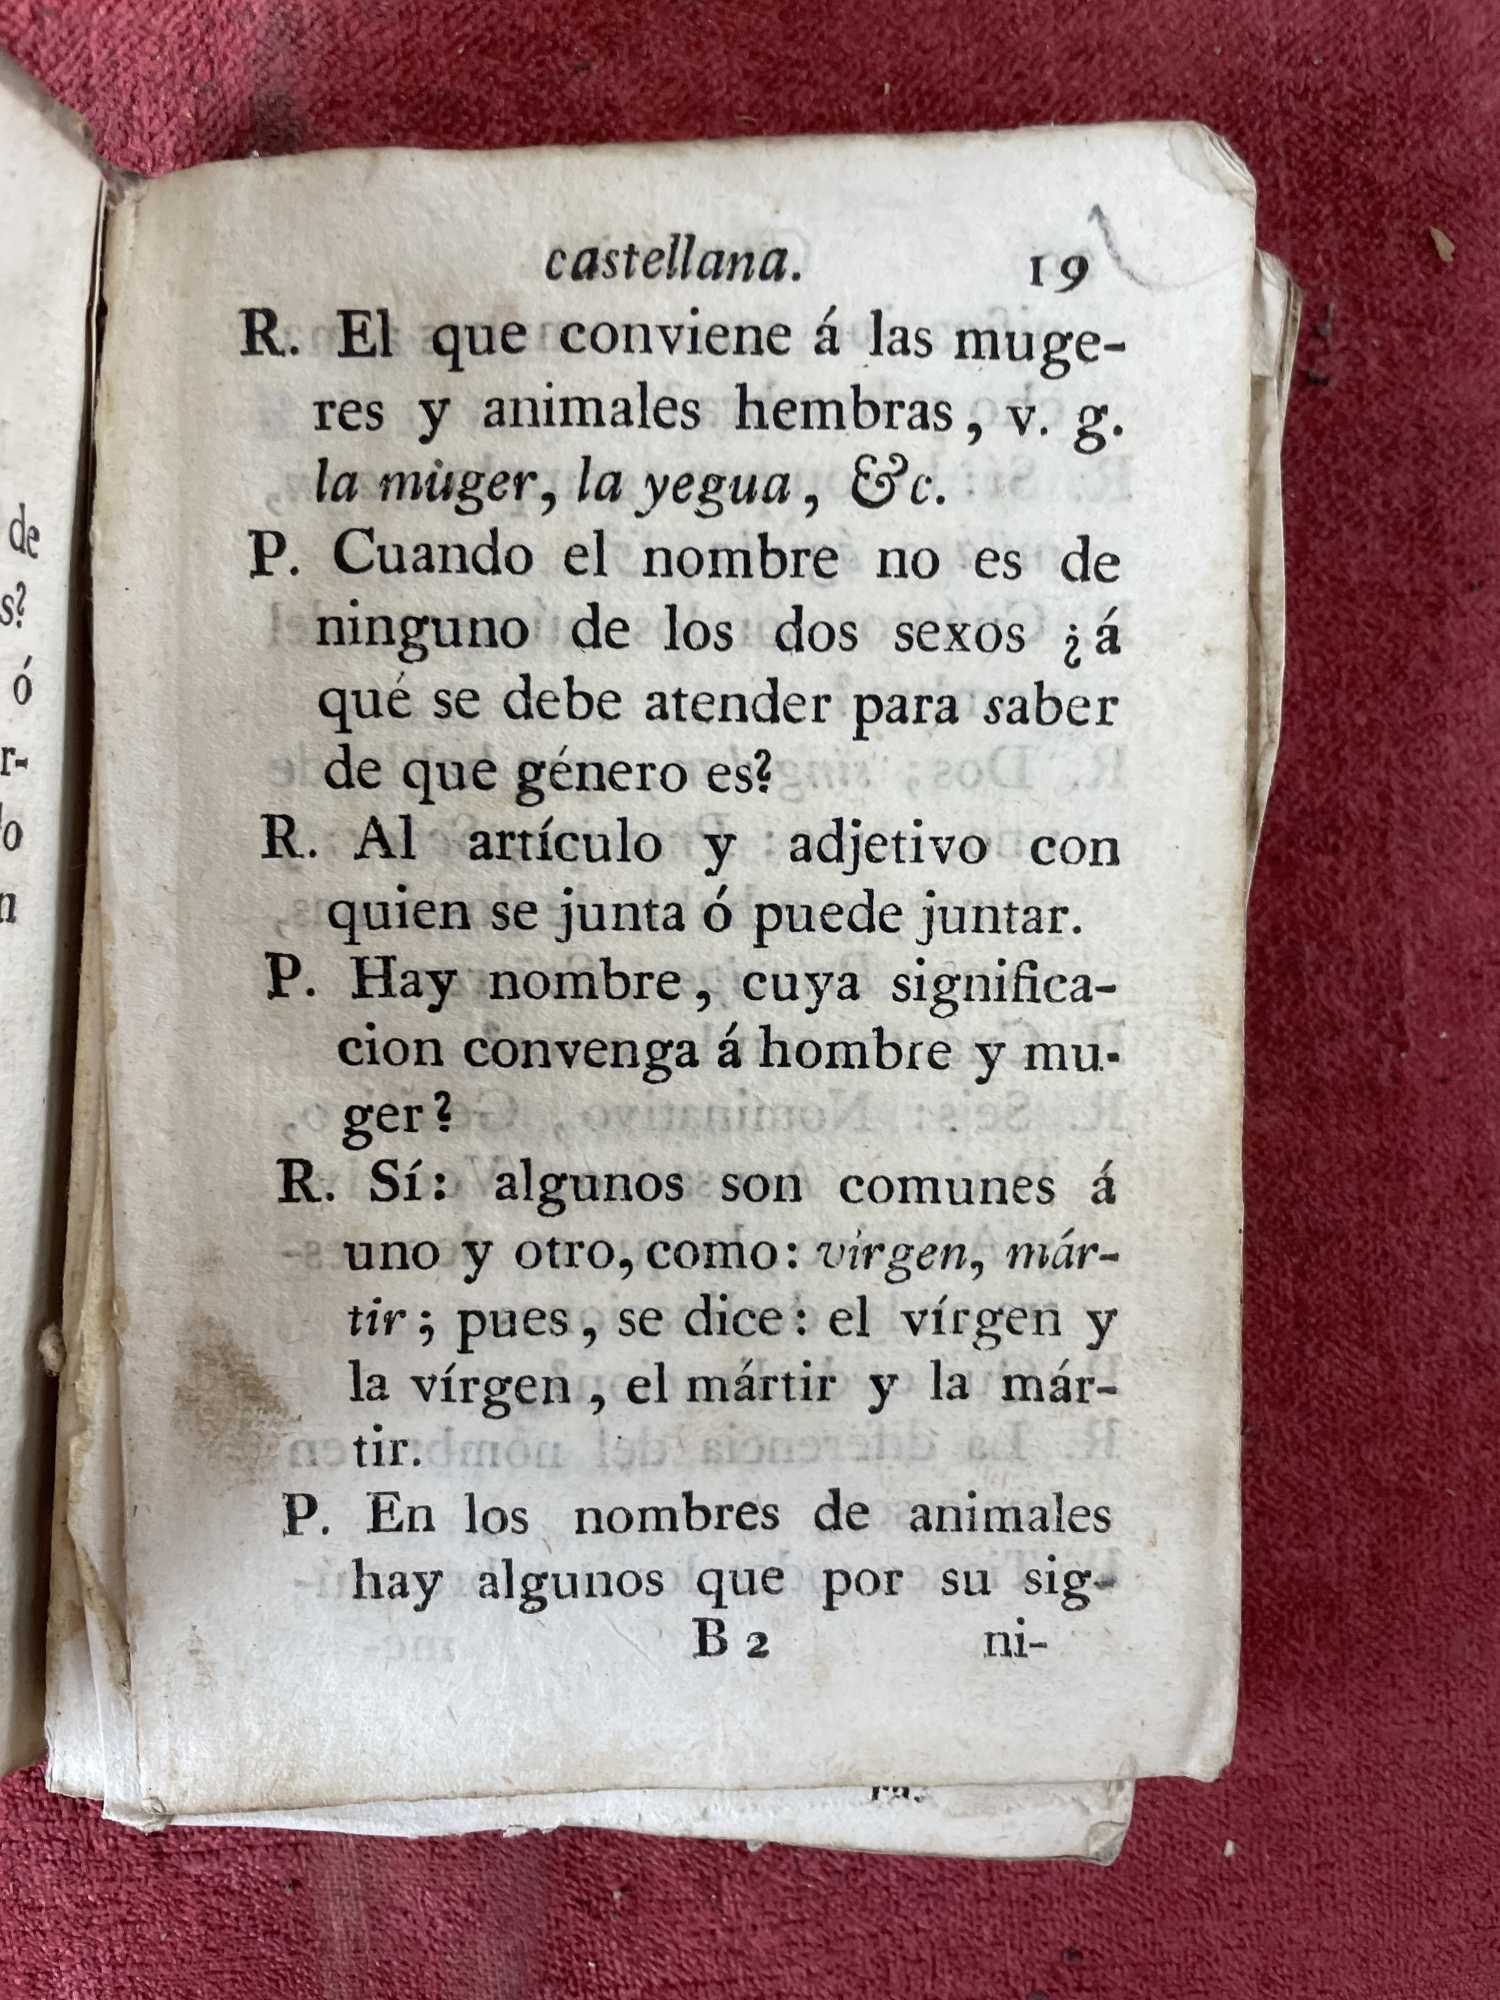 castellana. 19
R. El que conviene á las muge-
res y animales hembras, v. g.
la muger, la yegua, &c.
P. Cuando el nombre no es de
ninguno de los dos sexos ¿á
qué se debe atender para saber
de que género es?
R. Al artículo y adjetivo con
quien se junta ó puede juntar.
P. Hay nombre, cuya significa-
cion convenga á hombre y mu-
ger?
R. Sí: algunos son comunes á
uno y otro, como: virgen, már-
tir; pues, se dice: el vírgen y
la vírgen, el mártir y la már-
tir.
P. En los nombres de animales
hay algunos que por su sig-
B 2 ni-
de
s?
ó
r-
n
ra.